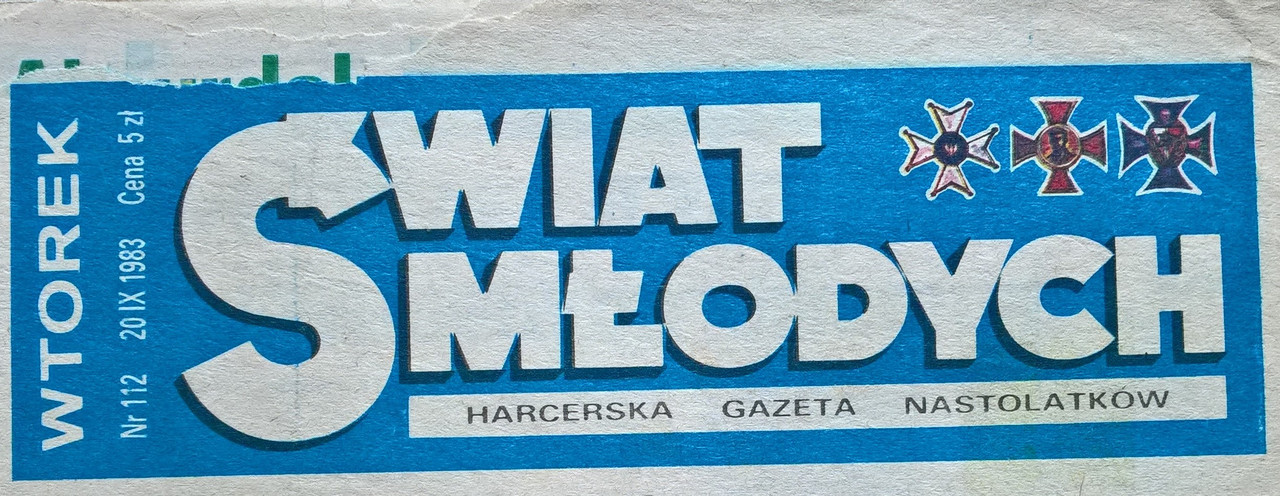 WTOREK
Nr 112 20 IX 1983 Cena 5 zł
ŚWIAT
MŁODYCH
HARCERSKA GAZETA NASTOLATKÓW